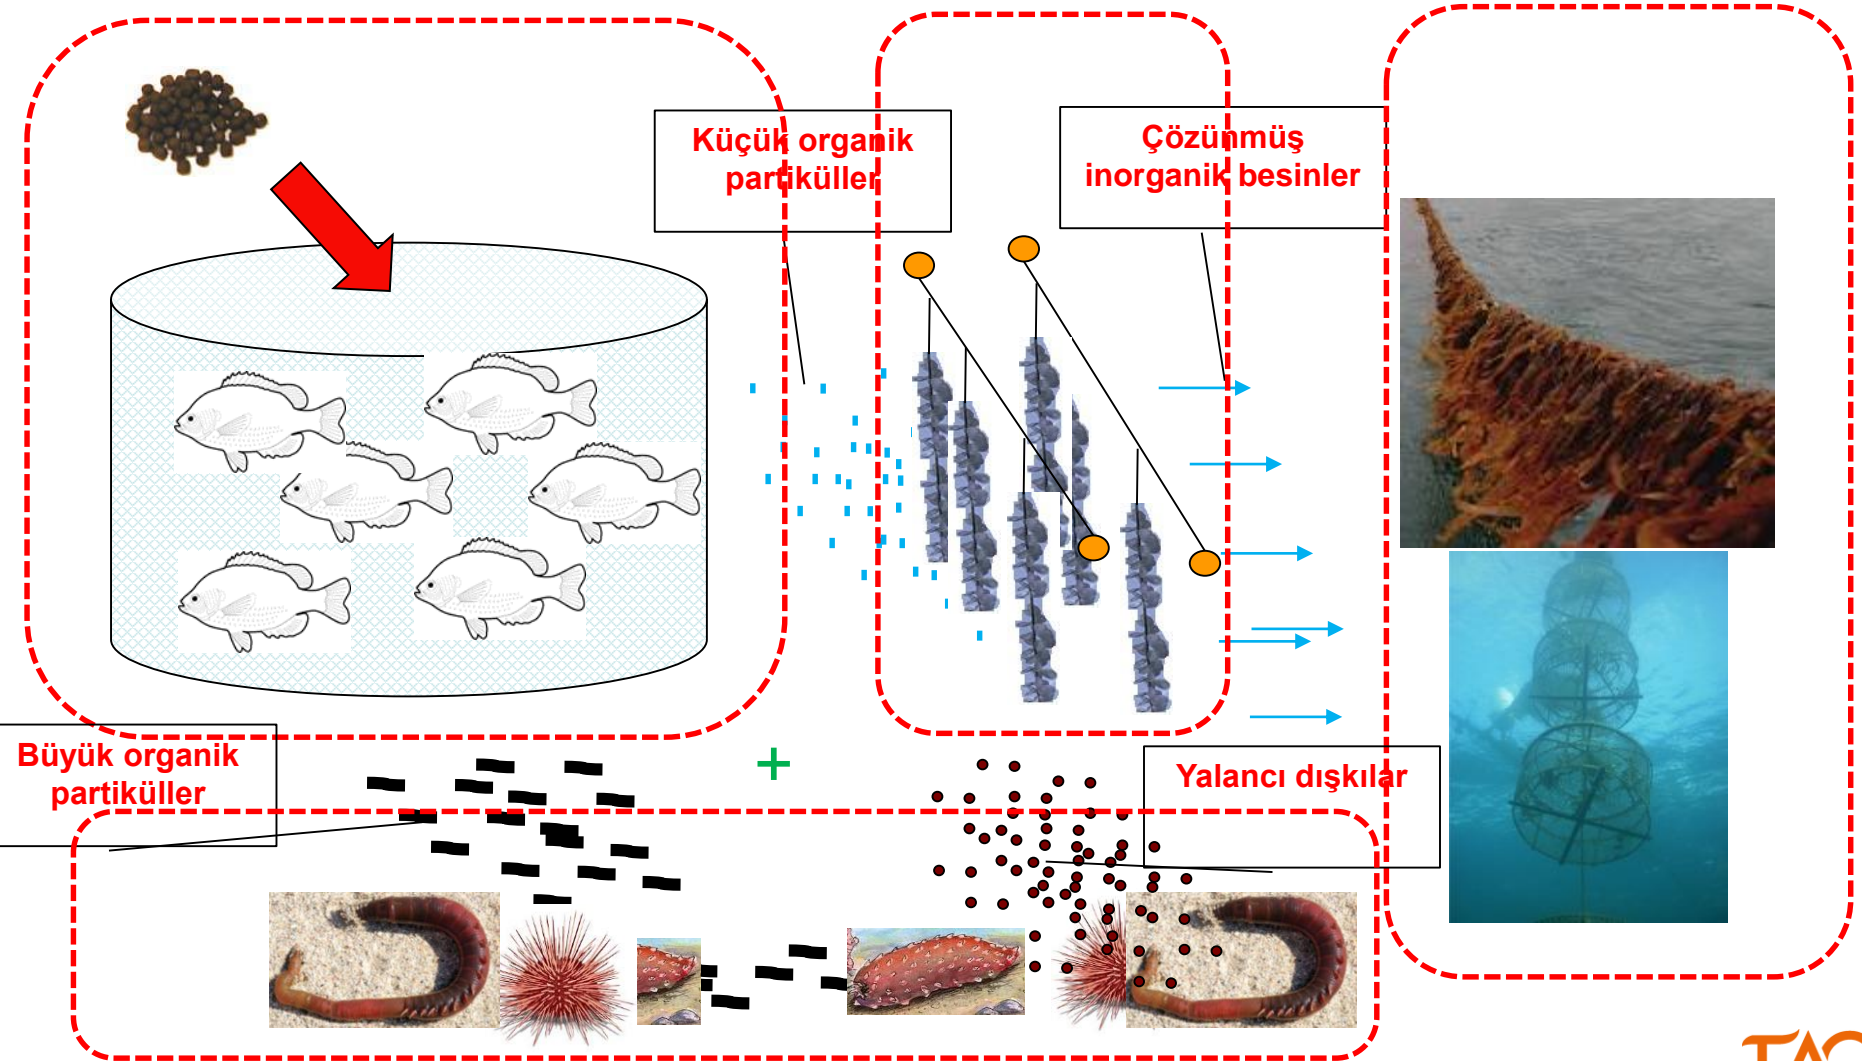 Küçük organik
partiküller
Çözünmüş
inorganik besinler
Büyük organik
partiküller
Yalancı dışkılar